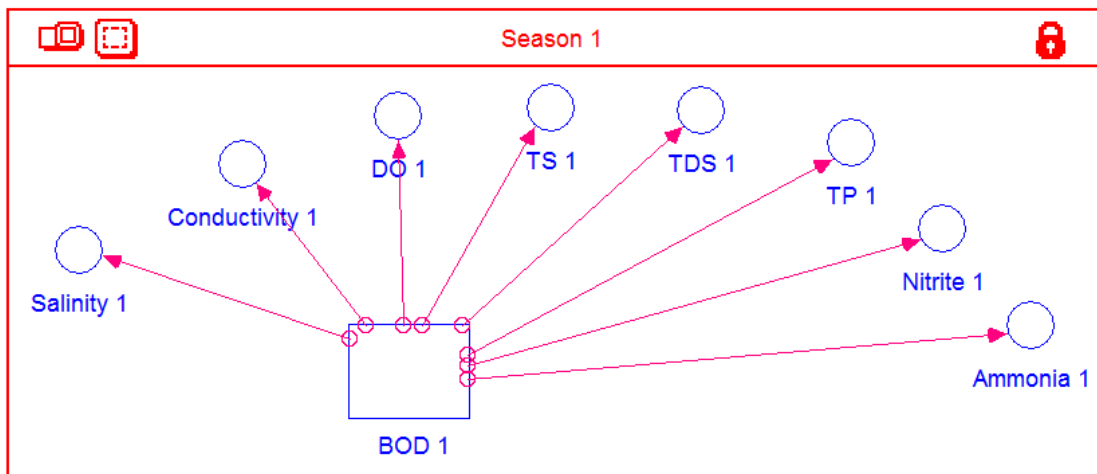 Season 1
DO 1
TS 1
TDS 1
TP 1
Conductivity 1
Salinity 1
Nitrite 1
Ammonia 1
BOD 1